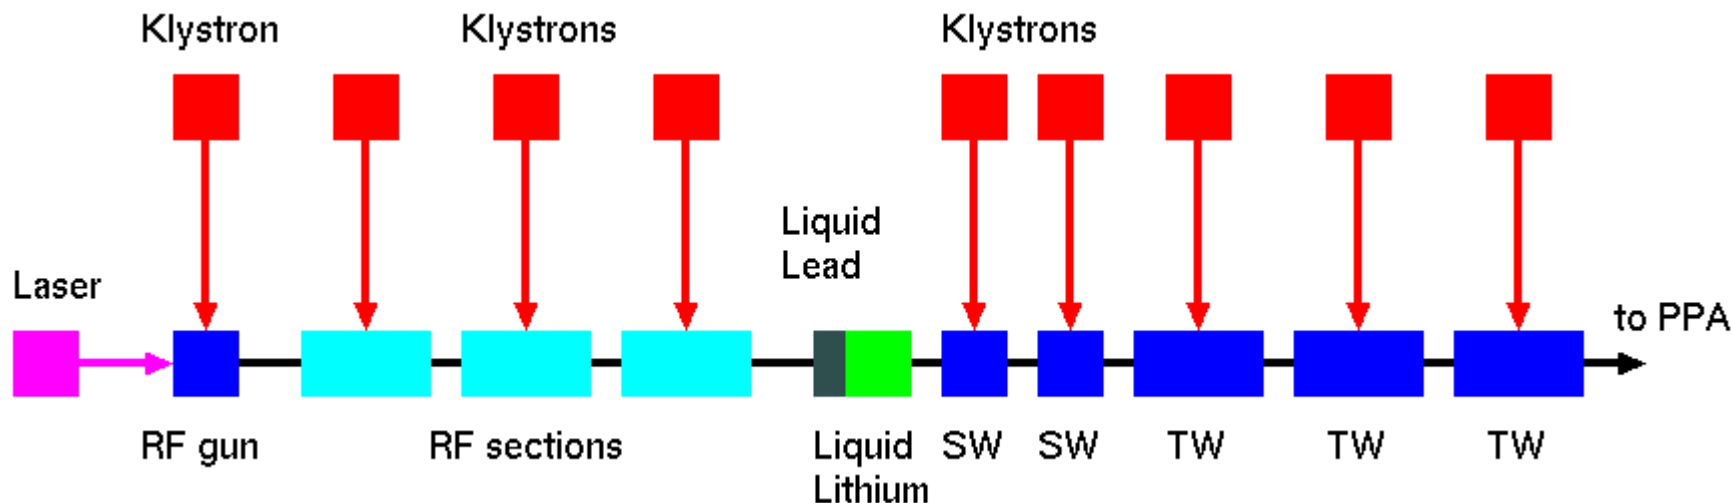 Klystron
Klystrons
Klystrons
Liquid
Lead
Laser
to PPA
RF gun
RF sections
Liquid
Lithium
SW
SW
TW
TW
TW